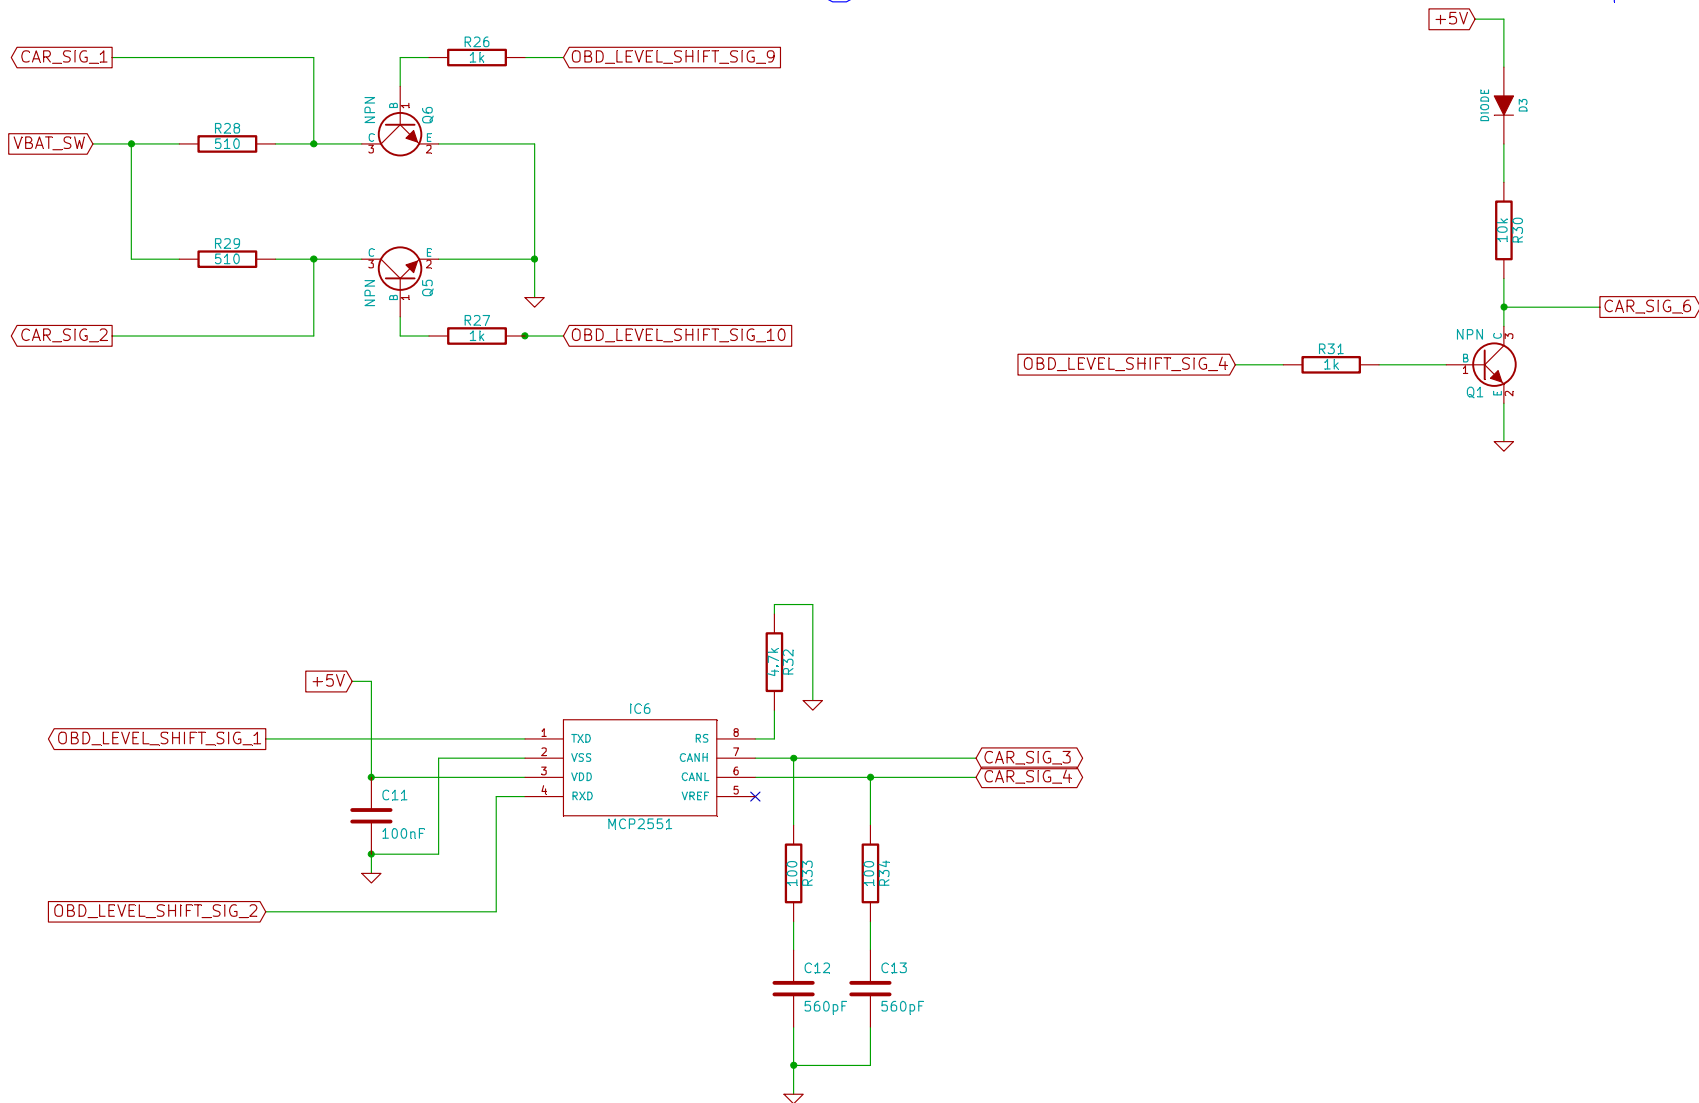 CAR_SIG_1
R26
1k
OBD_LEVEL_SHIFT_SIG_9
NPN
B
1
Q6
VBAT_SW
R28
510
C
3
E
2
R29
510
C
3
E
2
NPN
B
1
Q5
CAR_SIG_2
R27
1k
OBD_LEVEL_SHIFT_SIG_10
+5V
DIODE
D3
10k
R30
CAR_SIG_6
OBD_LEVEL_SHIFT_SIG_4
R31
1k
NPN
C
3
B
1
Q1
E
2
4,7k
R32
+5V
IC6
OBD_LEVEL_SHIFT_SIG_1
1
TXD
RS
8
2
VSS
CANH
7
CAR_SIG_3
3
VDD
CANL
6
CAR_SIG_4
4
RXD
VREF
5
MCP2551
C11
100nF
OBD_LEVEL_SHIFT_SIG_2
100
R33
100
R34
C12
560pF
C13
560pF